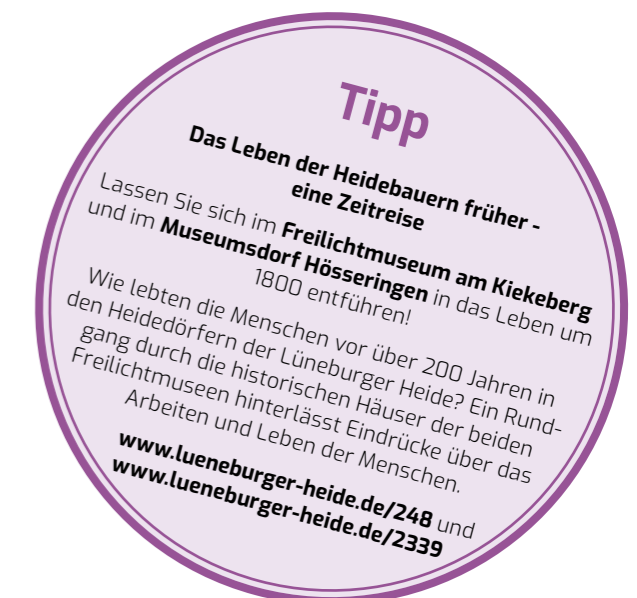 Tipp
Das Leben der Heidebauern früher -
eine Zeitreise
Lassen Sie sich im Freilichtmuseum am Kiekeberg
und im Museumsdorf Hösseringen in das Leben um
1800 entführen!
Wie lebten die Menschen vor über 200 Jahren in
den Heidedörfern der Lüneburger Heide? Ein Rund-
gang durch die historischen Häuser der beiden
Freilichtmuseen hinterlässt Eindrücke über das
Arbeiten und Leben der Menschen.
www.lueneburger-heide.de/248 und
www.lueneburger-heide.de/2339